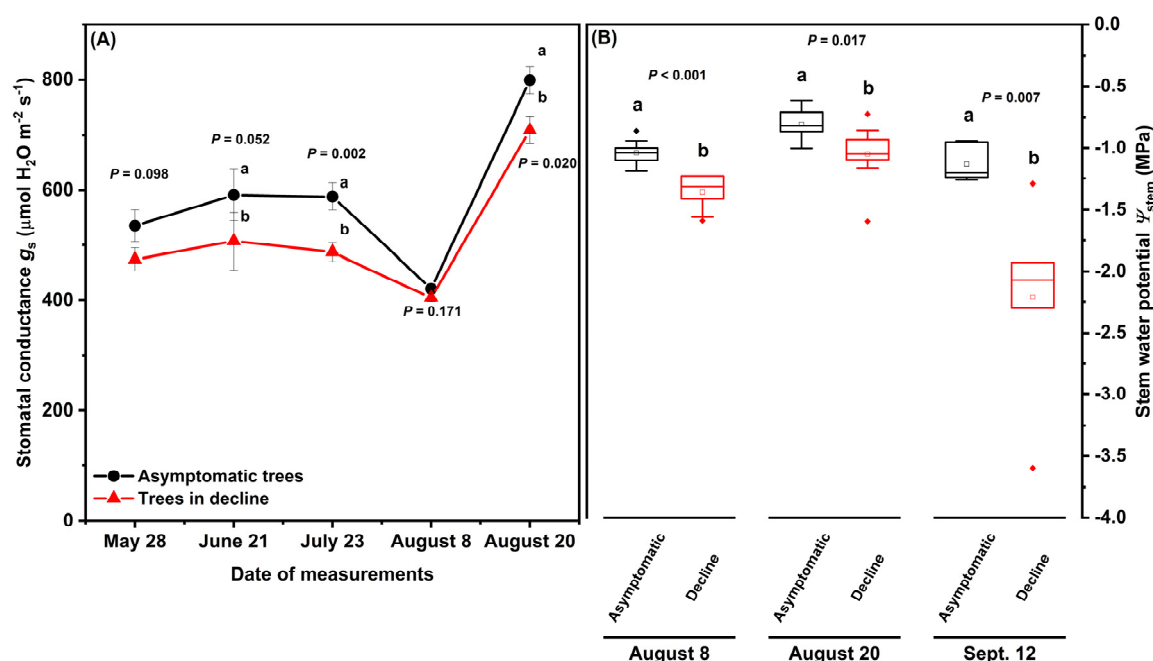 (A)
Stomatal conductance gs (μmol H2O m−2 s−1)
800
600
400
200
0
P = 0.098
P = 0.052
a
b
P = 0.002
a
b
P = 0.171
a
b
P = 0.020
Asymptomatic trees
Trees in decline
May 28 June 21 July 23 August 8 August 20
Date of measurements
(B)
P < 0.001
a
b
P = 0.017
a
b
P = 0.007
a
b
0.0
-0.5
-1.0
-1.5
-2.0
-2.5
-3.0
-3.5
-4.0
Stem water potential Ψstem (MPa)
Asymptomatic
Decline
Asymptomatic
Decline
Asymptomatic
Decline
August 8 August 20 Sept. 12